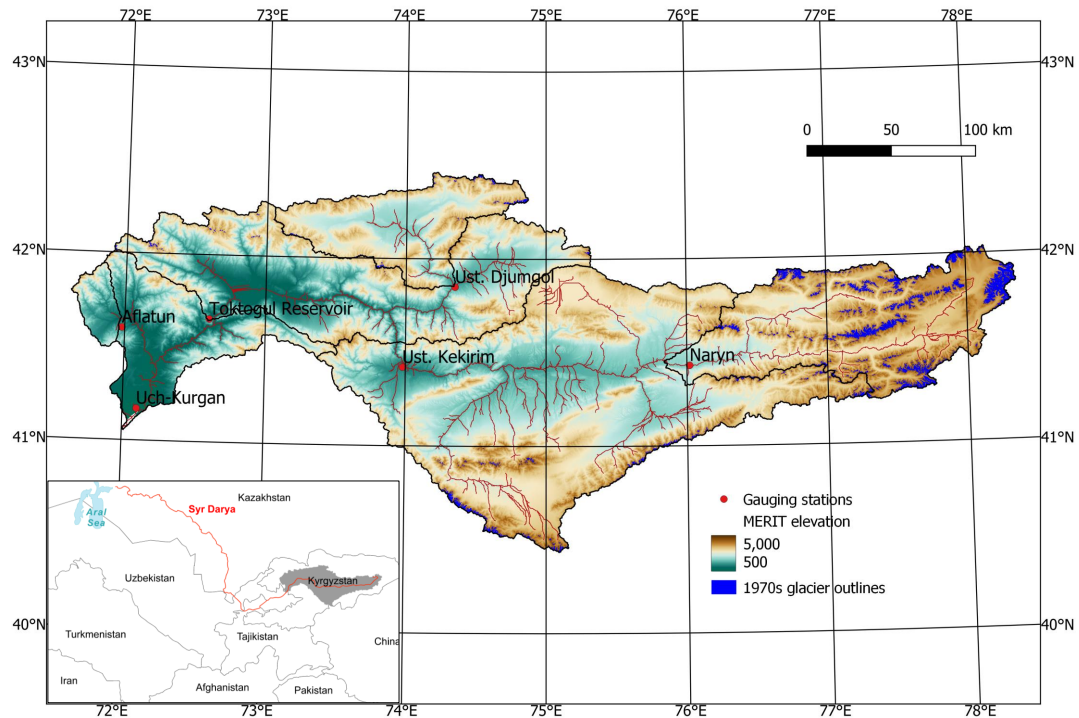 72°E 73°E 74°E 75°E 76°E 77°E 78°E
43°N 43°N
0 50 100 km
42°N 42°N
Ust. Djumgol
Toktogul Reservoir
Aflatun
Ust. Kekirim
Naryn
Uch-Kurgan
41°N 41°N
Gauging stations
MERIT elevation
5,000
500
1970s glacier outlines
Kazakhstan
Syr Darya
Aral
Sea
Uzbekistan
Kyrgyzstan
40°N 40°N
Turkmenistan
Tajikistan
China
Iran
Afghanistan
Pakistan
72°E 73°E 74°E 75°E 76°E 77°E 78°E